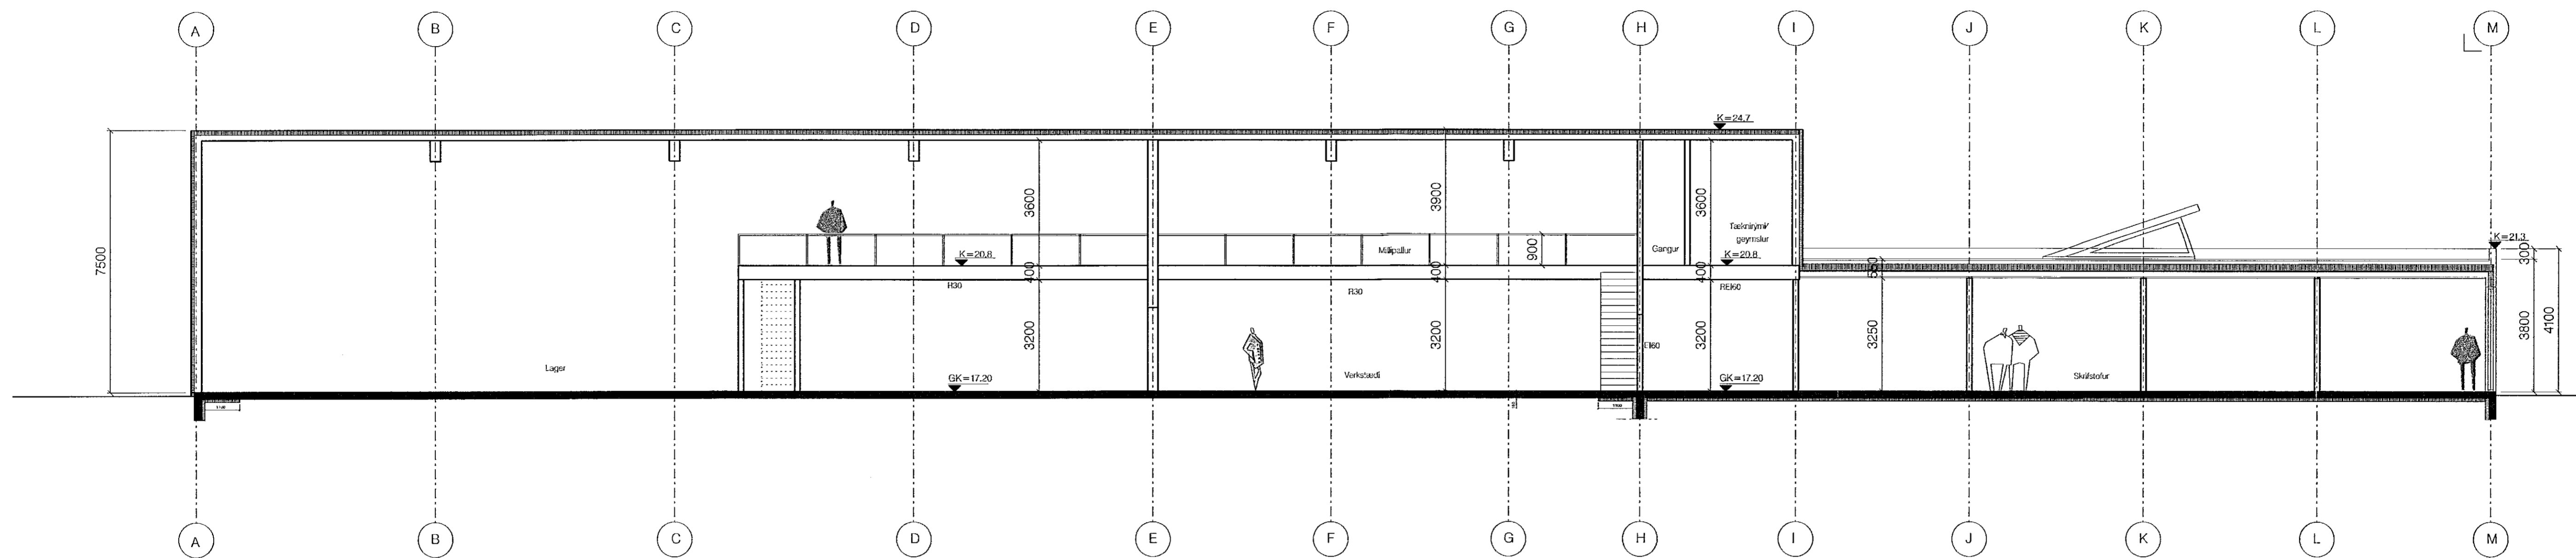 A B C D E F G H I J K L M
K=24.7
7500
3600
3900
3600
Tæknirými/
geymslur
Millipallur
900
Gangur
K=20.8
K=20.8
K=21.3
300
400
400
400
550
R30
R30
REI60
3200
3200
EI60
3200
3250
3800
4100
Lager
GK=17.20
Verkstæði
GK=17.20
Skrifstofur
A B C D E F G H I J K L M